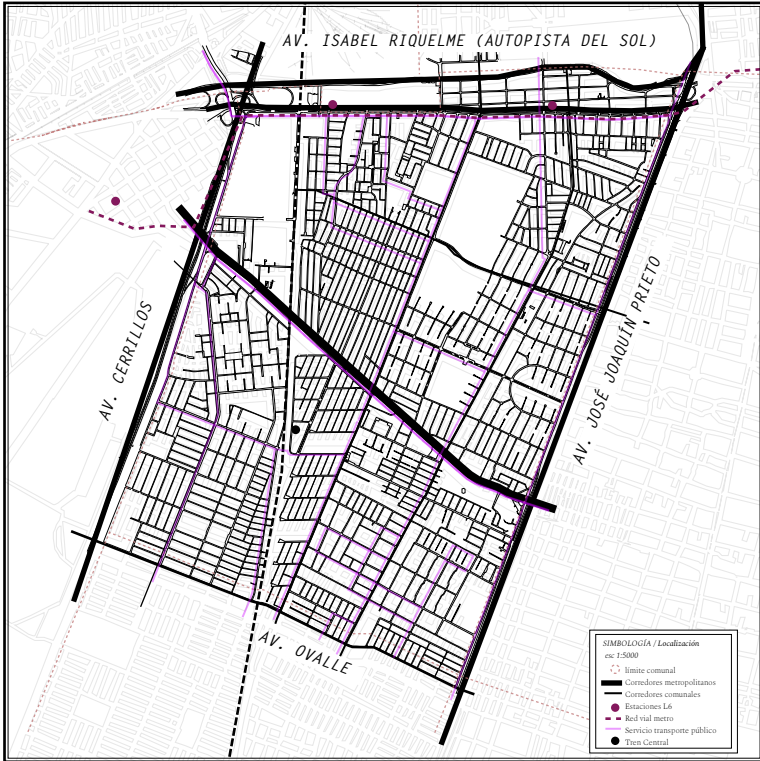 AV. ISABEL RIQUELME (AUTOPISTA DEL SOL)
AV. CERRILLOS
AV. JOSÉ JOAQUÍN PRIETO
AV. OVALLE
SIMBOLOGÍA / Localización
esc 1:5000
límite comunal
Corredores metropolitanos
Corredores comunales
Estaciones L6
Red vial metro
Servicio transporte público
Tren Central